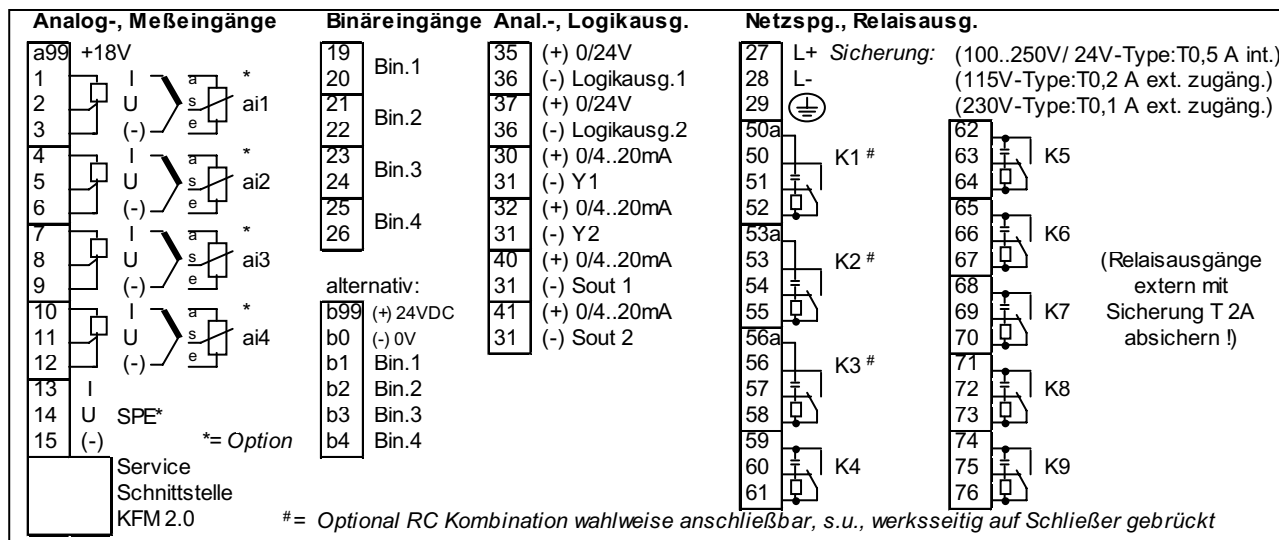 Analog-, Meßeingänge
a99 +18V
1 I a *
2 U s ai1
3 (-) e
4 I a *
5 U s ai2
6 (-) e
7 I a *
8 U s ai3
9 (-) e
10 I a *
11 U s ai4
12 (-) e
13 I
14 U SPE*
15 (-) *= Option
Service
Schnittstelle
KFM 2.0
Binäreingänge
19
20 Bin.1
21
22 Bin.2
23
24 Bin.3
25
26 Bin.4
alternativ:
b99 (+) 24VDC
b0 (-) 0V
b1 Bin.1
b2 Bin.2
b3 Bin.3
b4 Bin.4
Anal.-, Logikausg.
35 (+) 0/24V
36 (-) Logikausg.1
37 (+) 0/24V
36 (-) Logikausg.2
30 (+) 0/4..20mA
31 (-) Y1
32 (+) 0/4..20mA
31 (-) Y2
40 (+) 0/4..20mA
31 (-) Sout 1
41 (+) 0/4..20mA
31 (-) Sout 2
Netzspg., Relaisausg.
27 L+ Sicherung: (100..250V/ 24V-Type:T0,5 A int.)
28 L- (115V-Type:T0,2 A ext. zugäng.)
29 (230V-Type:T0,1 A ext. zugäng.)
50a
50 K1 #
51
52
53a
53 K2 #
54
55
56a
56 K3 #
57
58
59
60 K4
61
62
63 K5
64
65
66 K6
67
68
69 K7
70
71
72 K8
73
74
75 K9
76
(Relaisausgänge
extern mit
Sicherung T 2A
absichern !)
#= Optional RC Kombination wahlweise anschließbar, s.u., werksseitig auf Schließer gebrückt